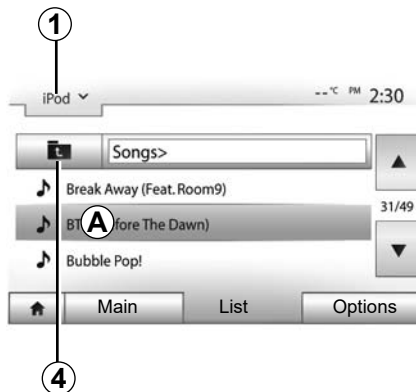 1
iPod --°C PM 2:30
Songs>
Break Away (Feat. Room9)
31/49
A fore The Dawn)
Bubble Pop!
Main List Options
4